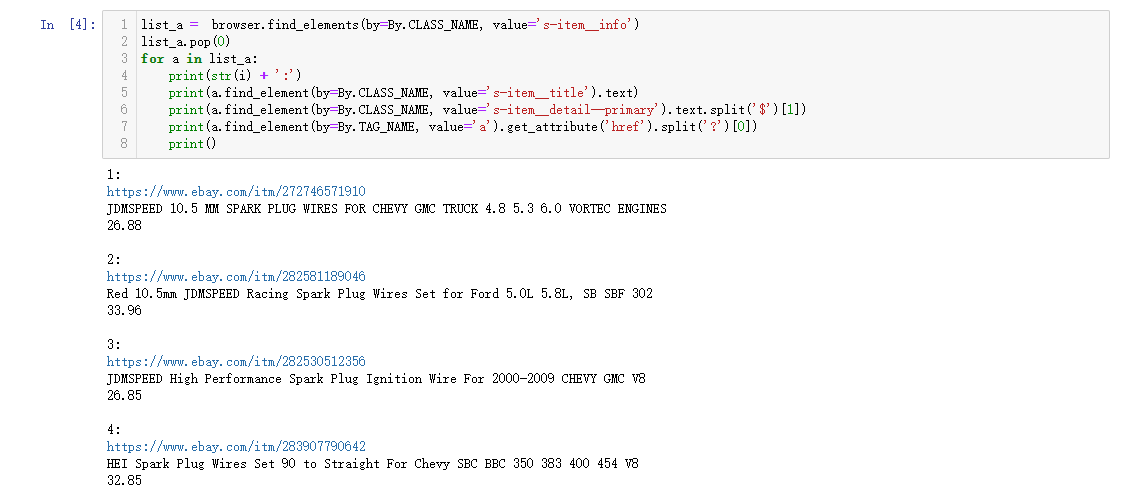 In [4]:
1 list_a =  browser.find_elements(by=By.CLASS_NAME, value='s-item__info')
2 list_a.pop(0)
3 for a in list_a:
4     print(str(i) + ':')
5     print(a.find_element(by=By.CLASS_NAME, value='s-item__title').text)
6     print(a.find_element(by=By.CLASS_NAME, value='s-item__detail--primary').text.split('$')[1])
7     print(a.find_element(by=By.TAG_NAME, value='a').get_attribute('href').split('?')[0])
8     print()
1:
https://www.ebay.com/itm/272746571910
JDMSPEED 10.5 MM SPARK PLUG WIRES FOR CHEVY GMC TRUCK 4.8 5.3 6.0 VORTEC ENGINES
26.88
2:
https://www.ebay.com/itm/282581189046
Red 10.5mm JDMSPEED Racing Spark Plug Wires Set for Ford 5.0L 5.8L, SB SBF 302
33.96
3:
https://www.ebay.com/itm/282530512356
JDMSPEED High Performance Spark Plug Ignition Wire For 2000-2009 CHEVY GMC V8
26.85
4:
https://www.ebay.com/itm/283907790642
HEI Spark Plug Wires Set 90 to Straight For Chevy SBC BBC 350 383 400 454 V8
32.85